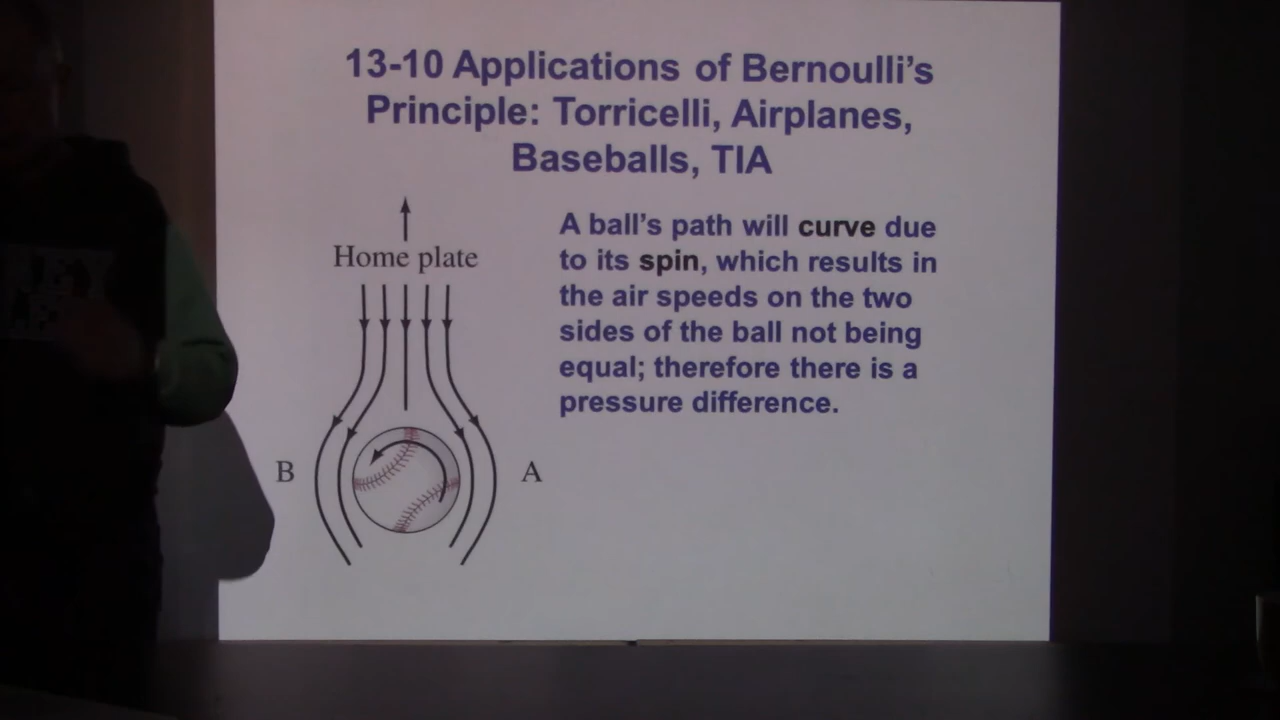 13-10 Applications of Bernoulli’s
Principle: Torricelli, Airplanes,
Baseballs, TIA
Home plate
B
A
A ball’s path will curve due
to its spin, which results in
the air speeds on the two
sides of the ball not being
equal; therefore there is a
pressure difference.